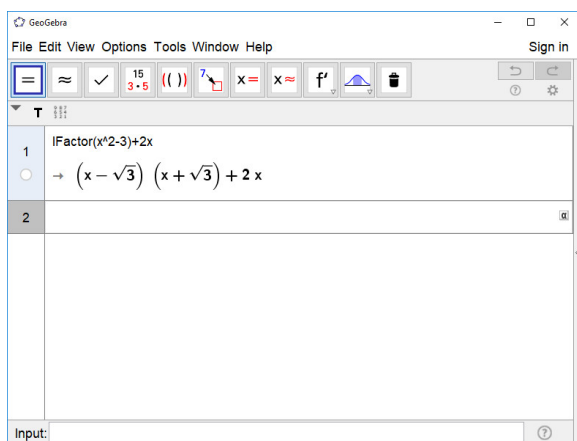 GeoGebra
File Edit View Options Tools Window Help Sign in
= ≈ ✓ 15 3·5 (( )) 7 x= x≈ f'
T
1 IFactor(x^2-3)+2x
→ (x − √3) (x + √3) + 2 x
2 α
Input: